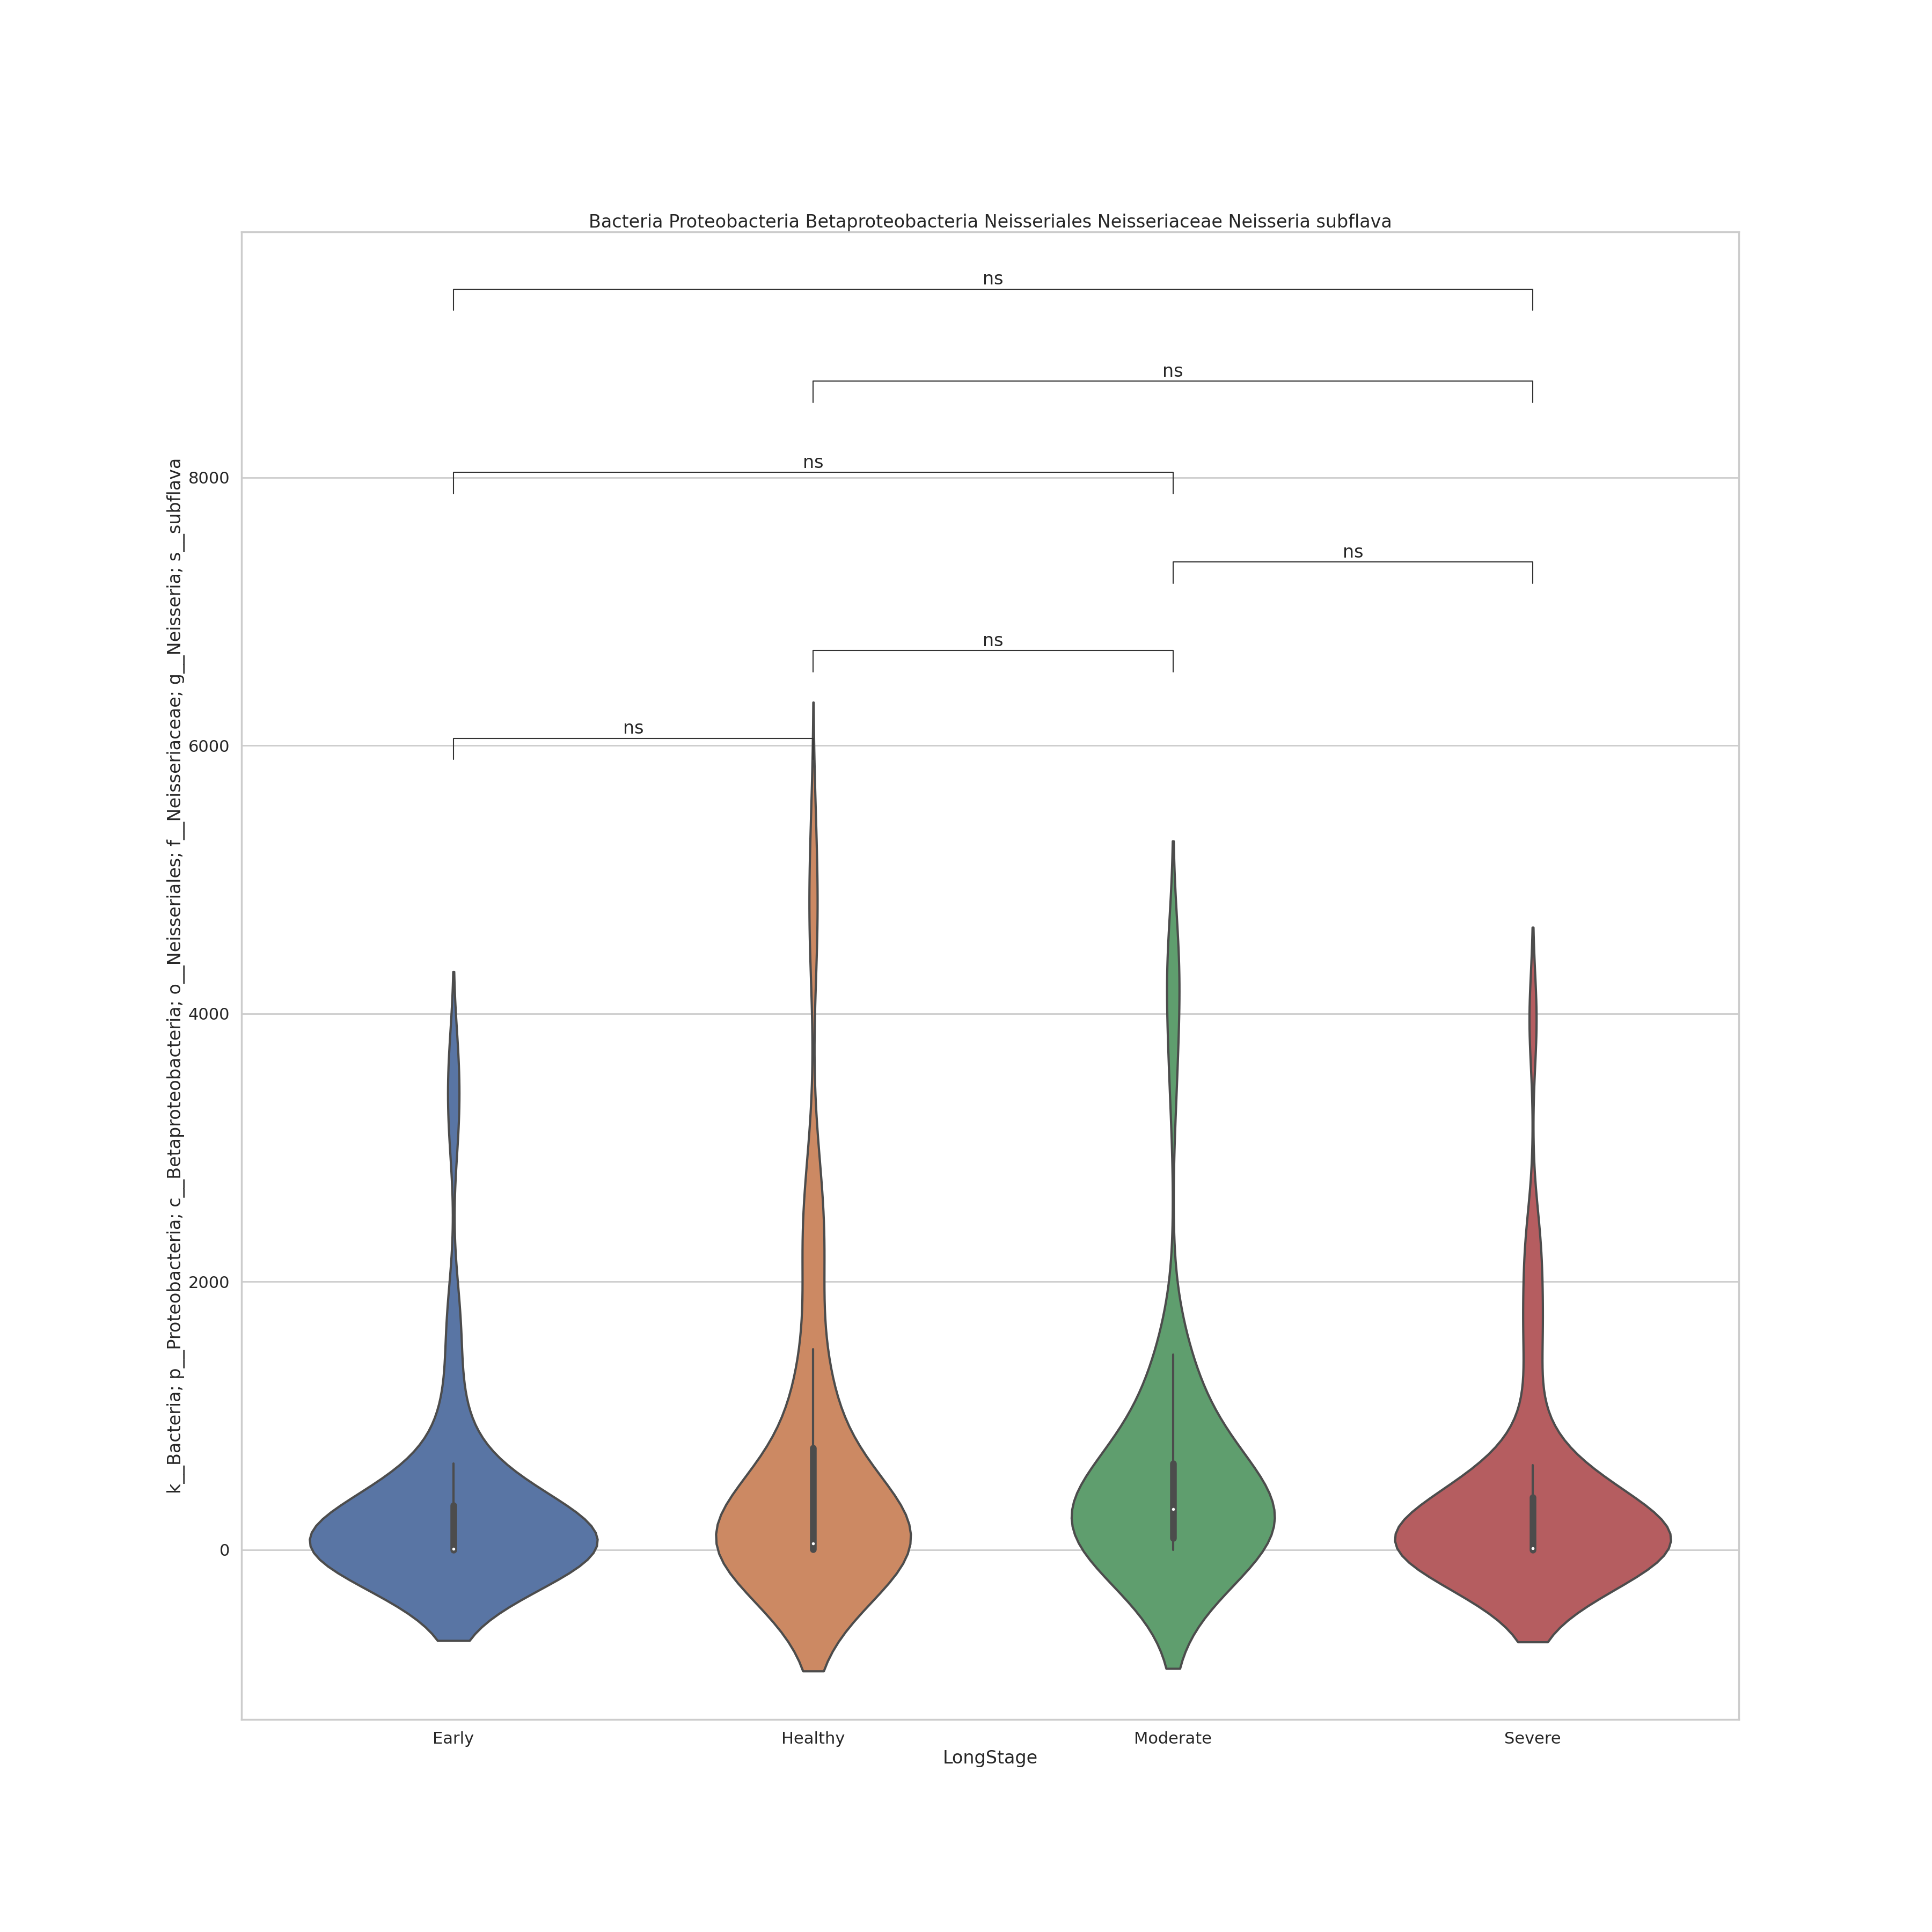 Bacteria Proteobacteria Betaproteobacteria Neisseriales Neisseriaceae Neisseria subflava
ns
ns
ns
ns
ns
ns
k__Bacteria; p__Proteobacteria; c__Betaproteobacteria; o__Neisseriales; f__Neisseriaceae; g__Neisseria; s__subflava
8000
6000
4000
2000
0
Early Healthy Moderate Severe
LongStage